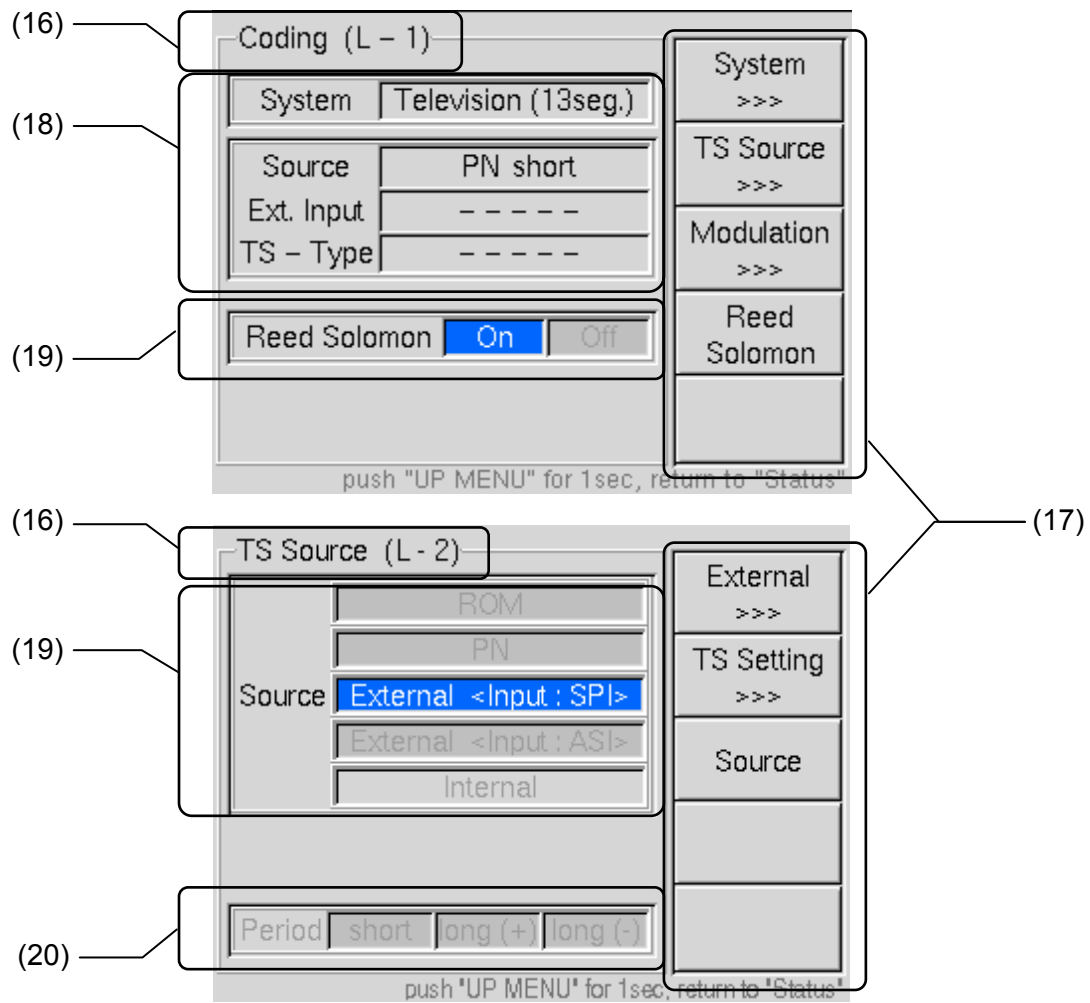 (16)
Coding (L – 1)
(18)
System Television (13seg.)
Source PN short
Ext. Input – – – – –
TS – Type – – – – –
(19)
Reed Solomon On Off
System
>>>
TS Source
>>>
Modulation
>>>
Reed
Solomon
push "UP MENU" for 1sec, return to "Status"
(17)
(16)
TS Source (L - 2)
(19)
Source
ROM
PN
External <Input : SPI>
External <Input : ASI>
Internal
External
>>>
TS Setting
>>>
Source
(20)
Period short long (+) long (-)
push "UP MENU" for 1sec, return to "Status"